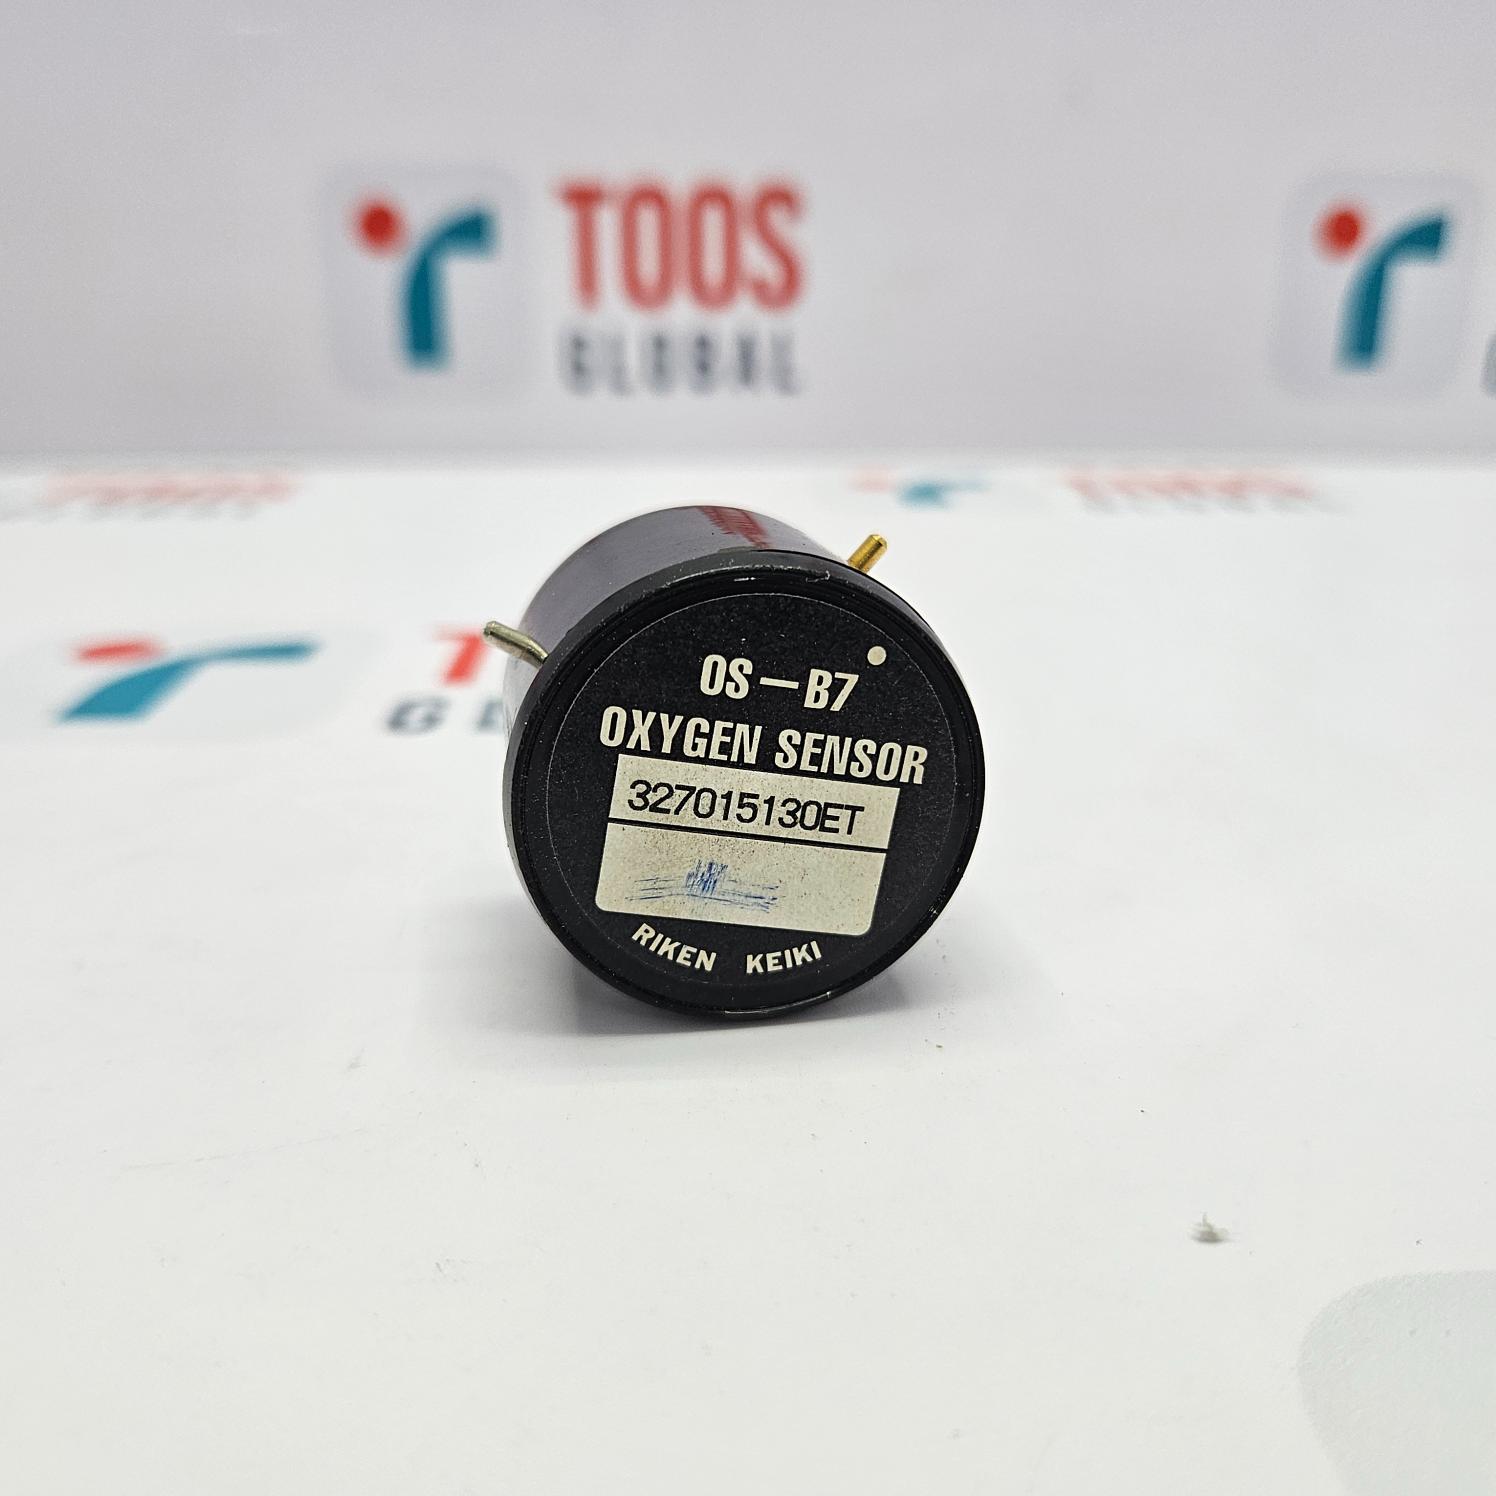 TOOS
GLOBAL
OS-B7
OXYGEN SENSOR
327015130ET
RIKEN KEIKI